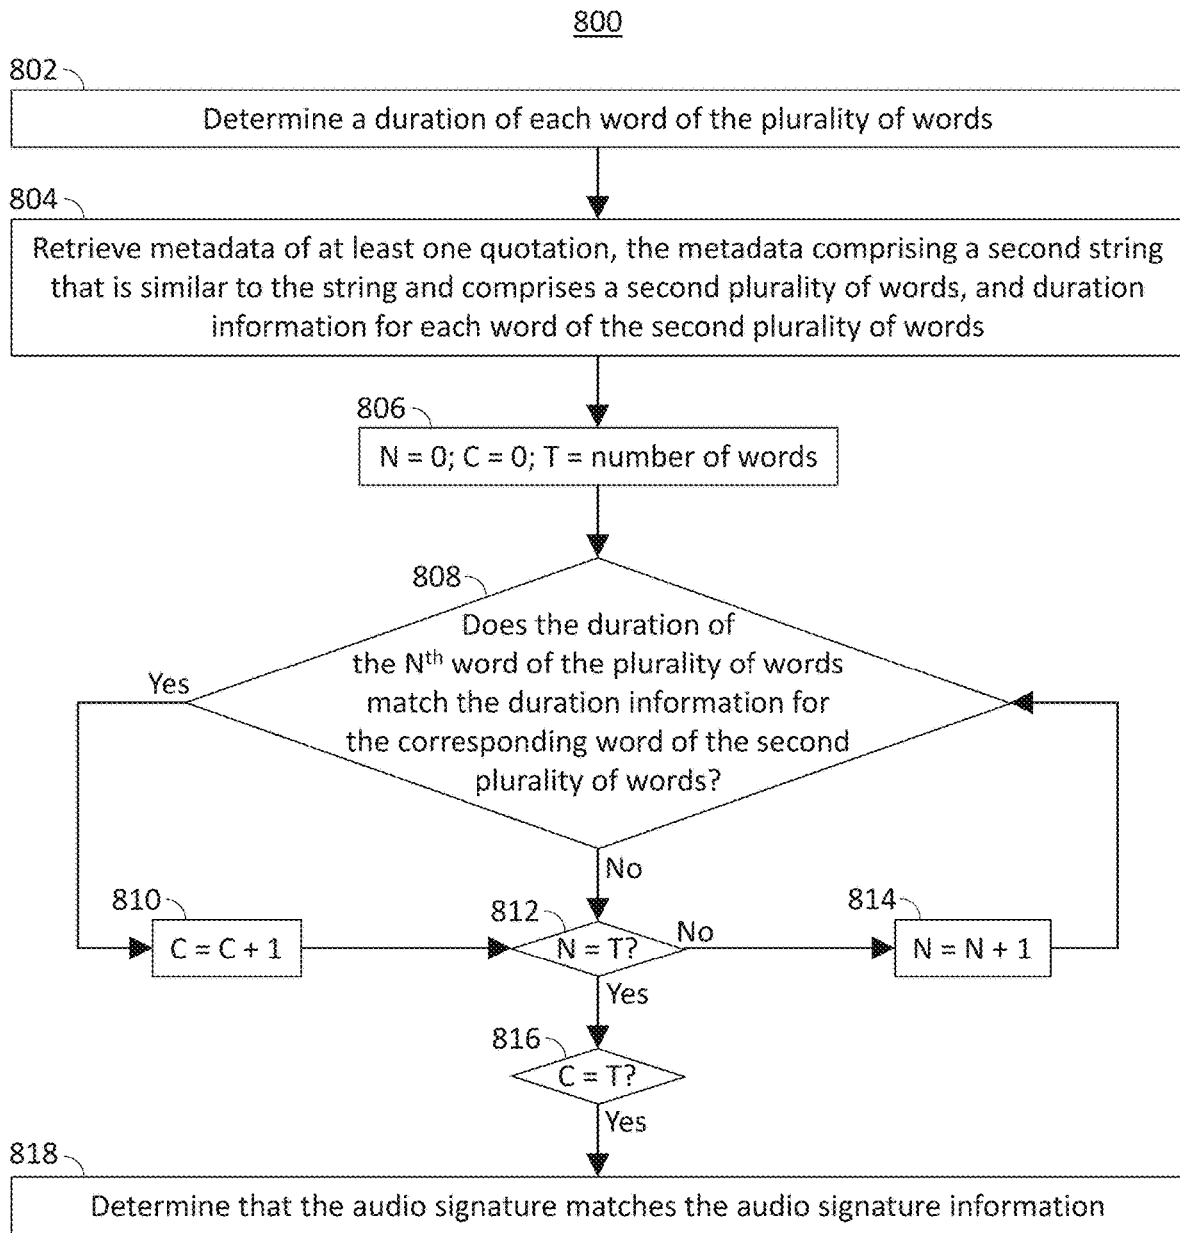 800
802
Determine a duration of each word of the plurality of words
804
Retrieve metadata of at least one quotation, the metadata comprising a second string
that is similar to the string and comprises a second plurality of words, and duration
information for each word of the second plurality of words
806
N = 0; C = 0; T = number of words
808
Does the duration of
the Nth word of the plurality of words
Yes
match the duration information for
the corresponding word of the second
plurality of words?
No
810
C = C + 1
812
N = T?
No
814
N = N + 1
Yes
816
C = T?
Yes
818
Determine that the audio signature matches the audio signature information